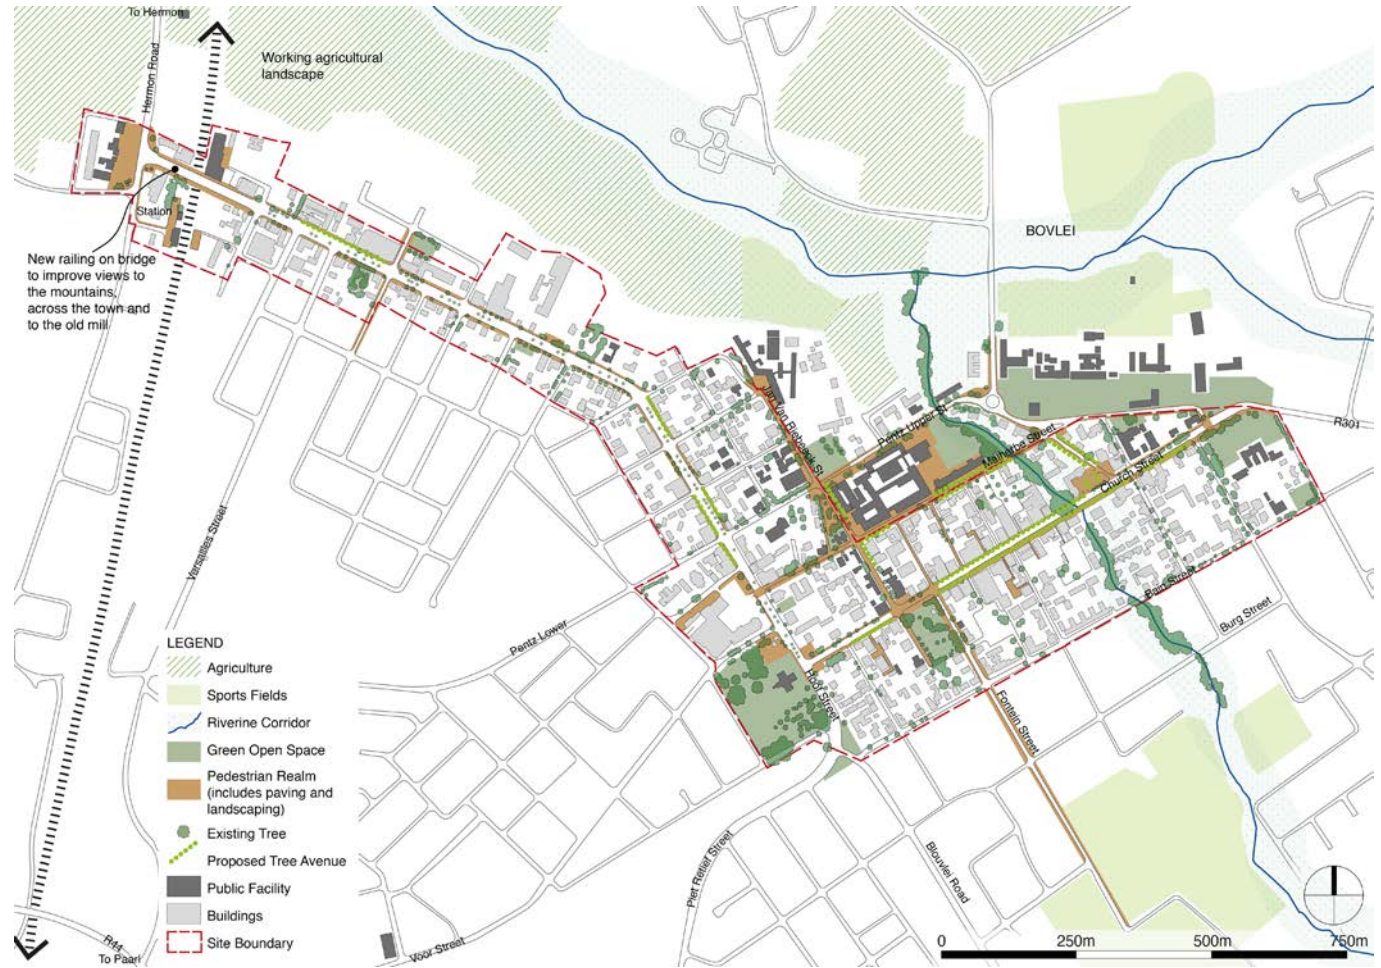 To Hermon
Hermon Road
Working agricultural
landscape
Station
New railing on bridge
to improve views to
the mountains,
across the town and
to the old mill
BOVLEI
R301
Jan Van Riebeeck St
Pentz Upper St
Malherbe Street
Church Street
Versailles Street
Pain Street
Burg Street
Pentz Lower
Hoof Street
Fontein Street
Piet Retief Street
Blouvlei Road
Voor Street
R44
To Paarl
LEGEND
Agriculture
Sports Fields
Riverine Corridor
Green Open Space
Pedestrian Realm
(includes paving and
landscaping)
Existing Tree
Proposed Tree Avenue
Public Facility
Buildings
Site Boundary
0 250m 500m 750m